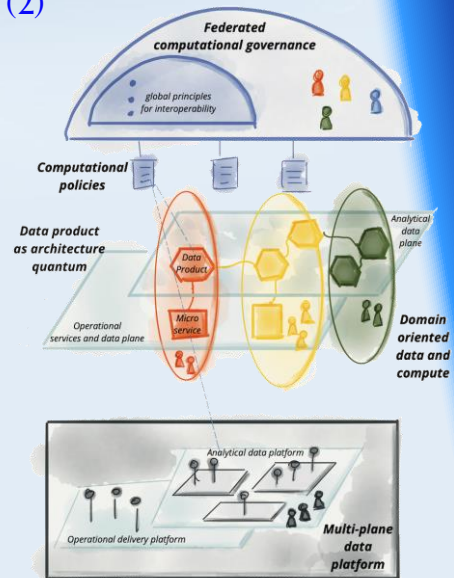 (2)
Federated
computational governance
global principles
for interoperability
Computational
policies
Data product
as architecture
quantum
Analytical
data
plane
Data
Product
Micro
service
Operational
services and data plane
Domain
oriented
data and
compute
Analytical data platform
Operational delivery platform
Multi-plane
data
platform